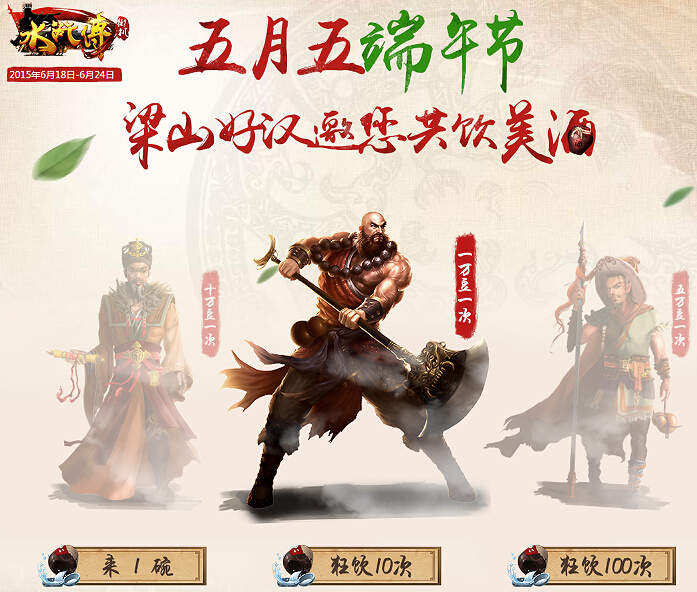 水浒传
街机
2015年6月18日-6月24日
五月五端午节
梁山好汉邀您共饮美酒
十万豆一次
一万豆一次
五万豆一次
来1碗
狂饮10次
狂饮100次